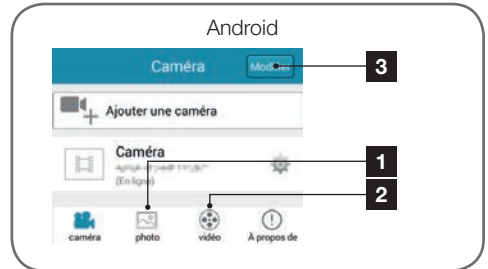 Android
Caméra
Modifier
3
Ajouter une caméra
Caméra
(En ligne)
1
2
caméra photo vidéo À propos de